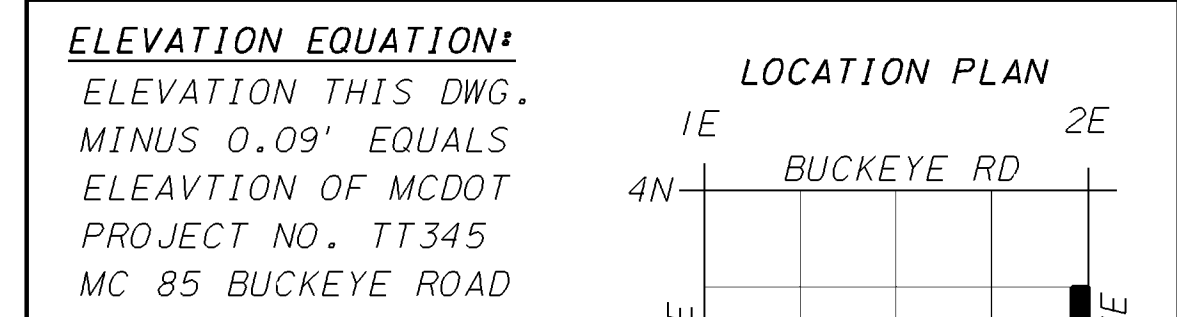 ELEVATION EQUATION:
ELEVATION THIS DWG.
MINUS 0.09' EQUALS
ELEAVTION OF MCDOT
PROJECT NO. TT345
MC 85 BUCKEYE ROAD
LOCATION PLAN
1E 2E
BUCKEYE RD
4N
E
E